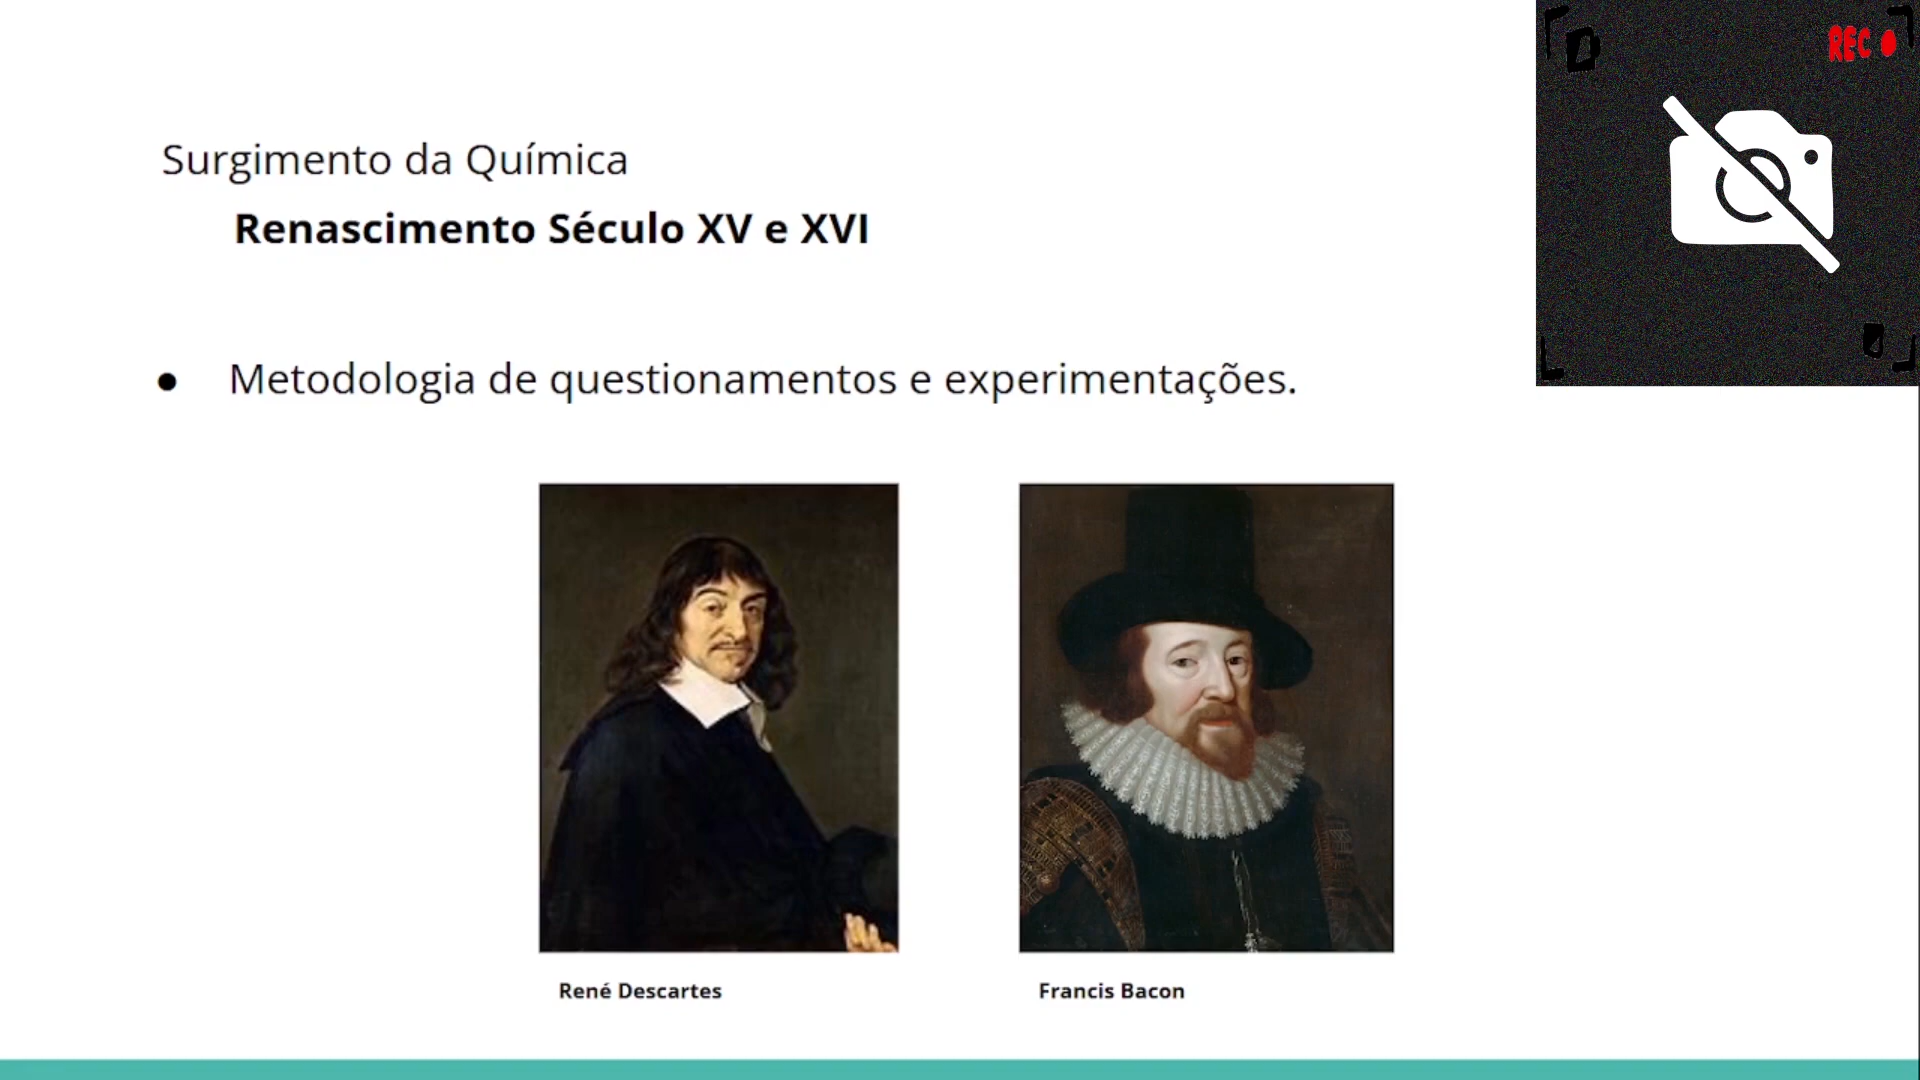 REC
Surgimento da Química
Renascimento Século XV e XVI
● Metodologia de questionamentos e experimentações.
René Descartes
Francis Bacon